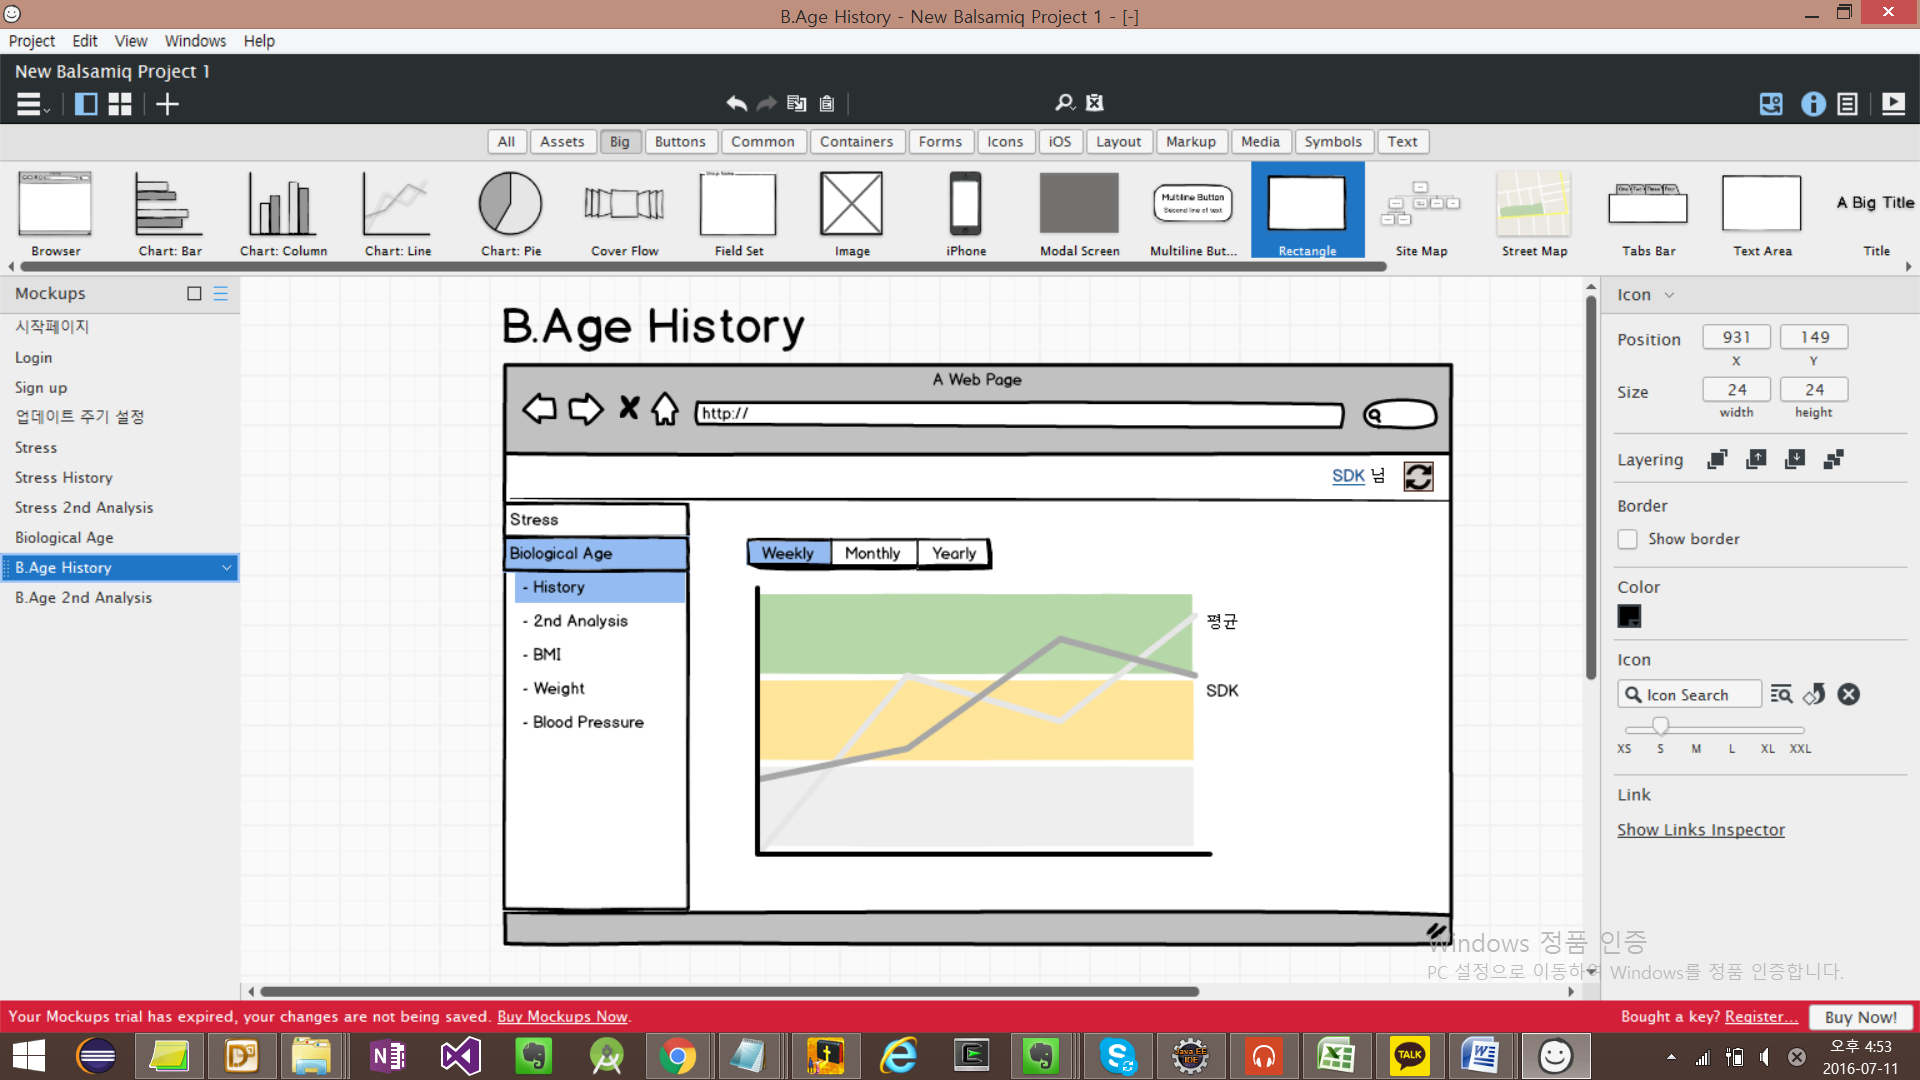 B.Age History - New Balsamiq Project 1 - [-]
Project Edit View Windows Help
New Balsamiq Project 1
All Assets Big Buttons Common Containers Forms Icons iOS Layout Markup Media Symbols Text
Multiline Button
Second line of text
A Big Title
Browser Chart: Bar Chart: Column Chart: Line Chart: Pie Cover Flow Field Set Image iPhone Modal Screen Multiline But... Rectangle Site Map Street Map Tabs Bar Text Area Title
Mockups
시작페이지
Login
Sign up
업데이트 주기 설정
Stress
Stress History
Stress 2nd Analysis
Biological Age
B.Age History
B.Age 2nd Analysis
B.Age History
A Web Page
http://
SDK 님
Stress
Biological Age
- History
- 2nd Analysis
- BMI
- Weight
- Blood Pressure
Weekly Monthly Yearly
평균
SDK
Icon
Position 931 149
X Y
Size 24 24
width height
Layering
Border
Show border
Color
Icon
Icon Search
XS S M L XL XXL
Link
Show Links Inspector
Windows 정품 인증
PC 설정으로 이동하여 Windows를 정품 인증합니다.
Your Mockups trial has expired, your changes are not being saved. Buy Mockups Now.
Bought a key? Register... Buy Now!
TALK
오후 4:53
2016-07-11